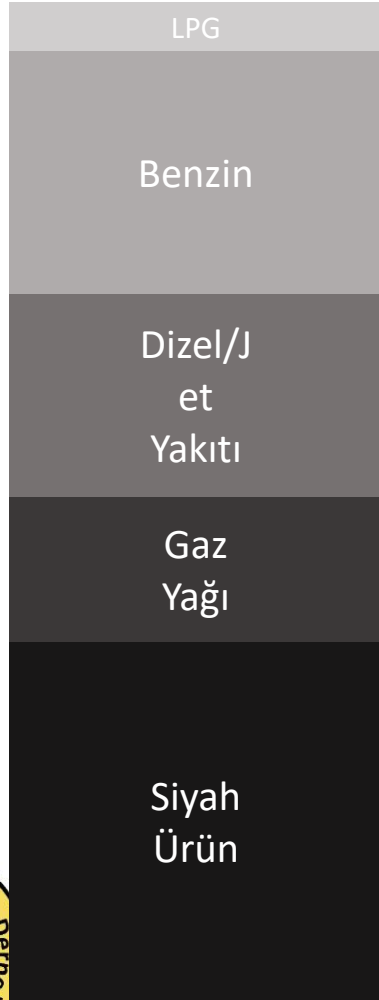 LPG
Benzin
Dizel/J
et
Yakıtı
Gaz
Yağı
Siyah
Ürün